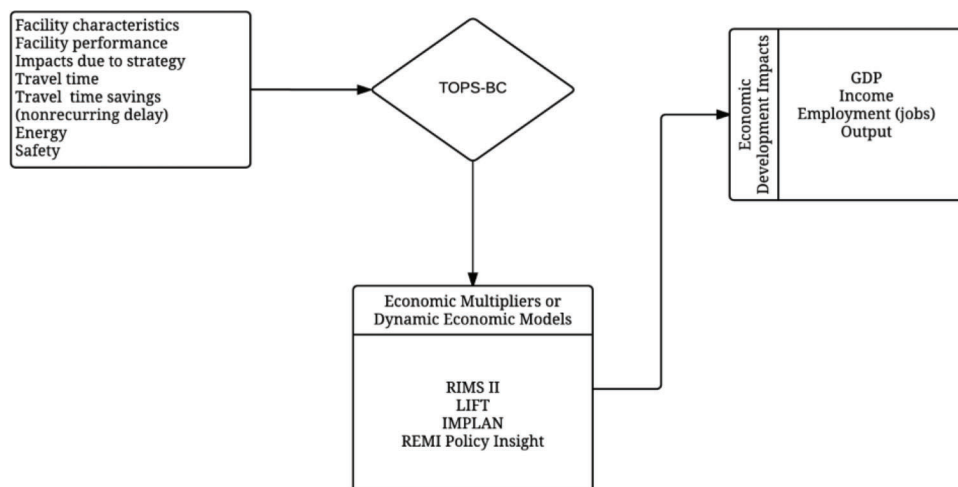 Facility characteristics
Facility performance
Impacts due to strategy
Travel time
Travel time savings
(nonrecurring delay)
Energy
Safety
TOPS-BC
Economic Multipliers or
Dynamic Economic Models
RIMS II
LIFT
IMPLAN
REMI Policy Insight
Economic
Development Impacts
GDP
Income
Employment (jobs)
Output